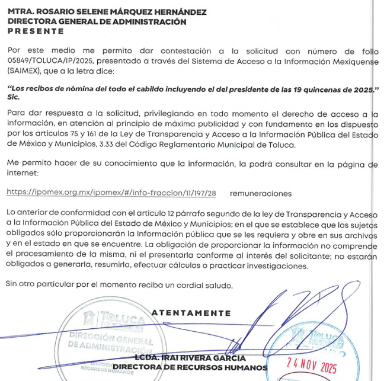 MTRA. ROSARIO SELENE MÁRQUEZ HERNÁNDEZ
DIRECTORA GENERAL DE ADMINISTRACIÓN
P R E S E N T E
Por este medio me permito dar contestación a la solicitud con número de folio
05849/TOLUCA/IP/2025, presentado a través del Sistema de Acceso a la Información Mexiquense
(SAIMEX), que a la letra dice:
"Los recibos de nómina del todo el cabildo incluyendo el del presidente de las 19 quincenas de 2025."
Sic.
Para dar respuesta a la solicitud, privilegiando en todo momento el derecho de acceso a la
información, en atención al principio de máxima publicidad y con fundamento en los dispuesto
por los artículos 75 y 161 de la Ley de Transparencia y Acceso a la Información Pública del Estado
de México y Municipios, 3.33 del Código Reglamentario Municipal de Toluca.
Me permito hacer de su conocimiento que la información, la podrá consultar en la página de
internet:
https://ipomex.org.mx/ipomex/#/info-fraccion/11/197/28 remuneraciones
Lo anterior de conformidad con el artículo 12 párrafo segundo de la ley de Transparencia y Acceso
a la Información Pública del Estado de México y Municipios; en el que se establece que los sujetos
obligados sólo proporcionarán la información pública que se les requiera y obre en sus archivos
y en el estado en que se encuentre. La obligación de proporcionar la información no comprende
el procesamiento de la misma, ni el presentarla conforme al interés del solicitante; no estarán
obligados a generarla, resumirla, efectuar cálculos o practicar investigaciones.
Sin otro particular por el momento reciba un cordial saludo.
A T E N T A M E N T E
TOLUCA
DIRECCIÓN GENERAL
DE ADMINISTRACIÓN
LCDA. IRAI RIVERA GARCÍA
DIRECTORA DE RECURSOS HUMANOS
TOLUCA
24 NOV 2025